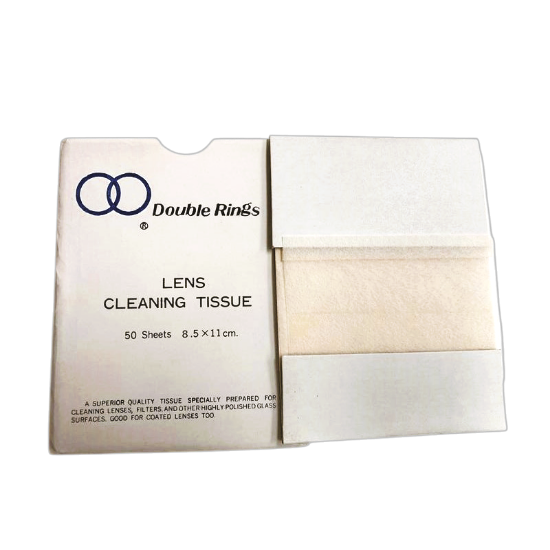 Double Rings
®
LENS
CLEANING TISSUE
50 Sheets 8.5×11cm.
A SUPERIOR QUALITY TISSUE SPECIALLY PREPARED FOR
CLEANING LENSES, FILTERS, AND OTHER HIGHLY POLISHED GLASS
SURFACES. GOOD FOR COATED LENSES TOO